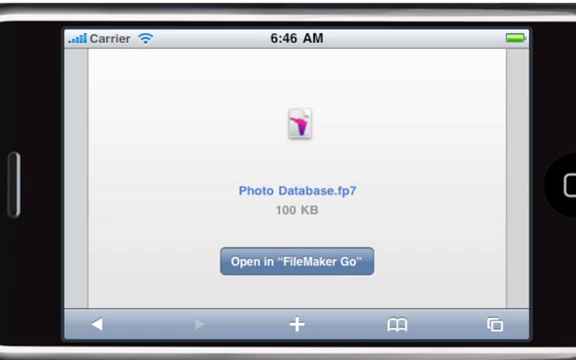 Carrier 6:46 AM
Photo Database.fp7
100 KB
Open in “FileMaker Go”